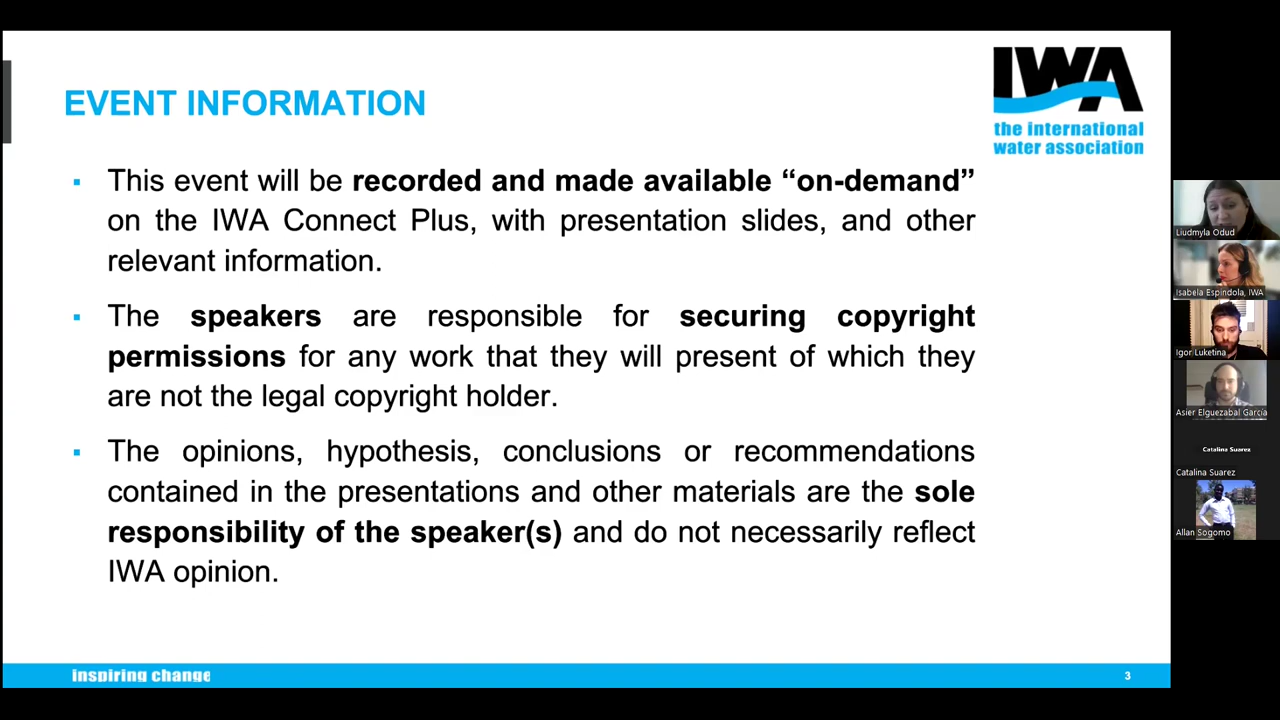 EVENT INFORMATION
IWA
the international
water association
▪ This event will be recorded and made available “on-demand”
on the IWA Connect Plus, with presentation slides, and other
relevant information.
▪ The speakers are responsible for securing copyright
permissions for any work that they will present of which they
are not the legal copyright holder.
▪ The opinions, hypothesis, conclusions or recommendations
contained in the presentations and other materials are the sole
responsibility of the speaker(s) and do not necessarily reflect
IWA opinion.
inspiring change
3
Liudmyla Odud
Isabela Espindola, IWA
Igor Luketina
Asier Elguezabal Garcia
Catalina Suarez
Catalina Suarez
Allan Sogomo